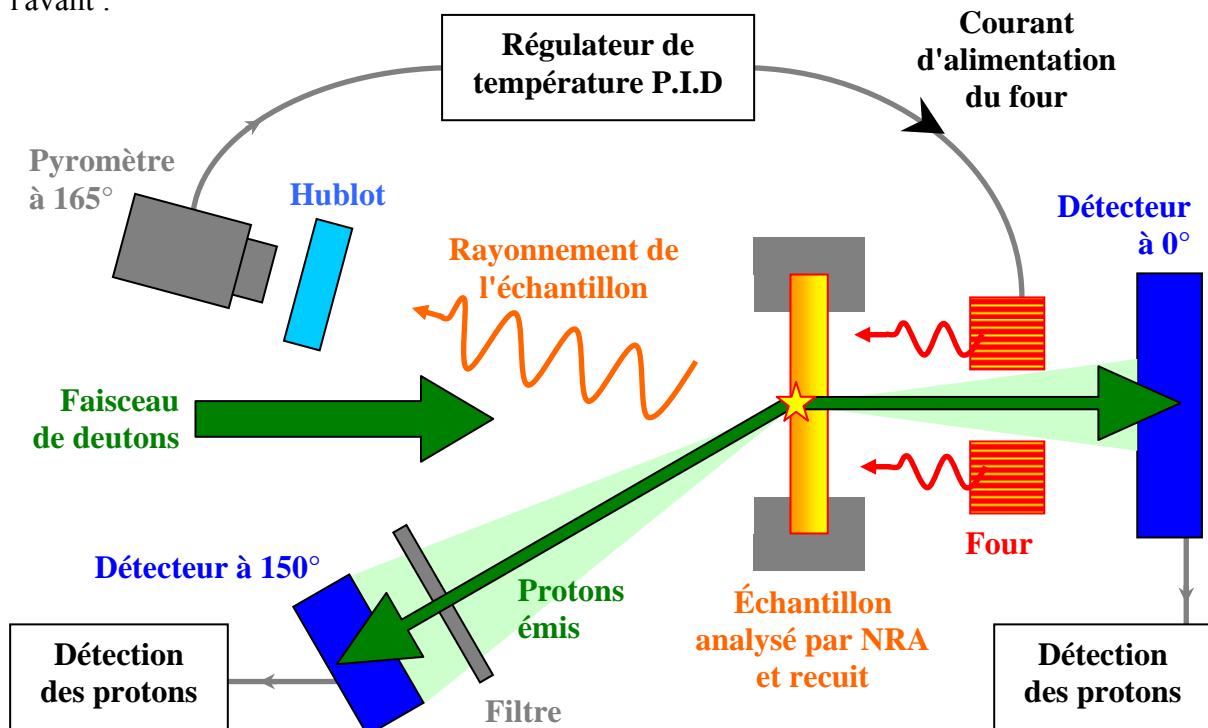 l'avant :
Régulateur de
température P.I.D
Courant
d'alimentation
du four
Pyromètre
à 165°
Hublot
Rayonnement de
l'échantillon
Détecteur
à 0°
Faisceau
de deutons
Four
Détecteur à 150°
Protons
émis
Échantillon
analysé par NRA
et recuit
Détection
des protons
Filtre
Détection
des protons